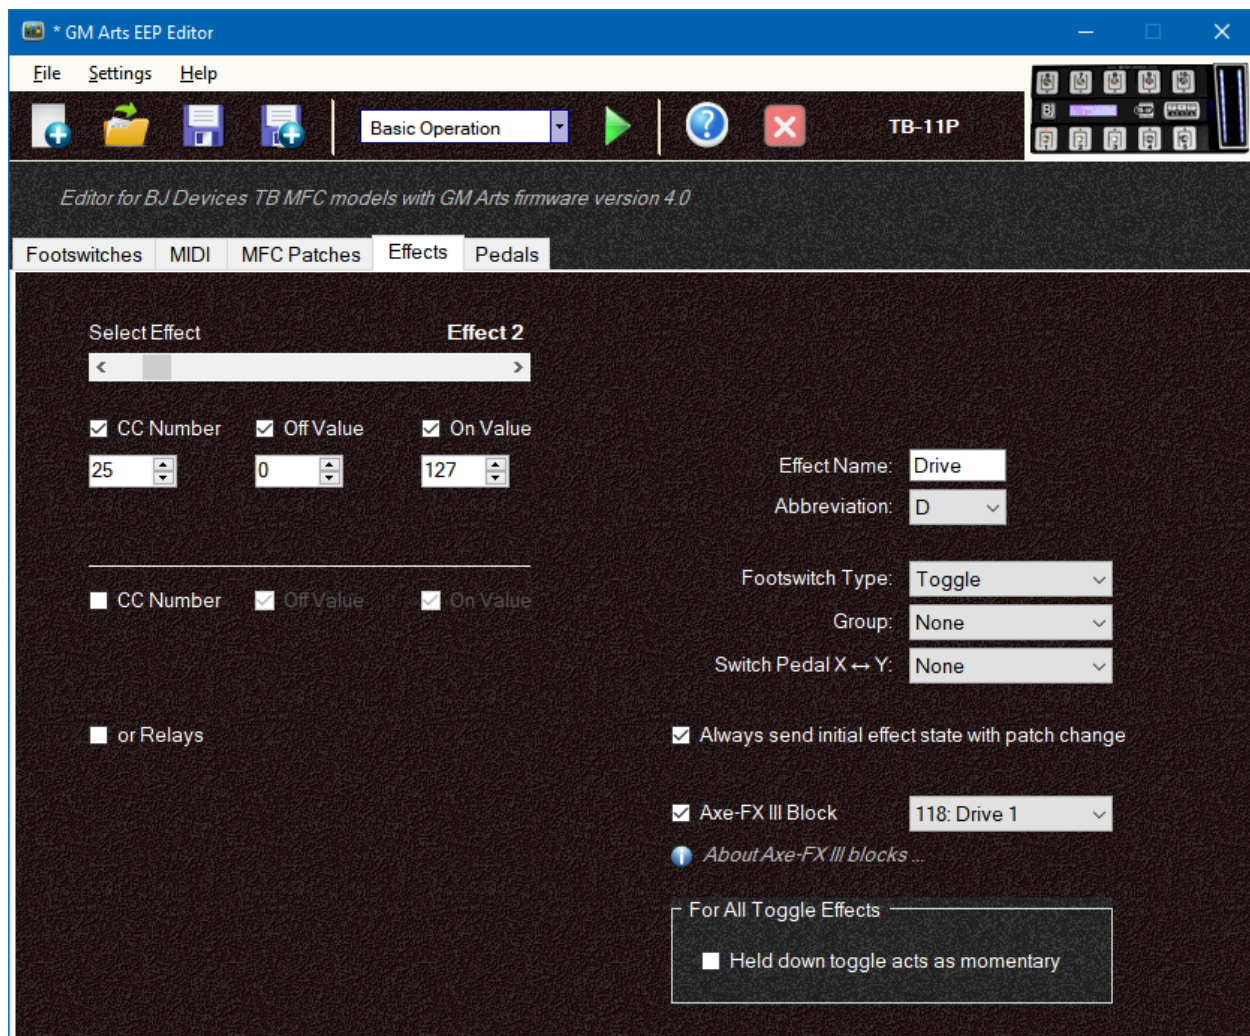 * GM Arts EEP Editor
File Settings Help
Basic Operation
TB-11P
BJ
Editor for BJ Devices TB MFC models with GM Arts firmware version 4.0
Footswitches MIDI MFC Patches Effects Pedals
Select Effect Effect 2
CC Number Off Value On Value
25 0 127
Effect Name: Drive
Abbreviation: D
Footswitch Type: Toggle
CC Number Off Value On Value
Group: None
Switch Pedal X ↔ Y: None
or Relays
Always send initial effect state with patch change
Axe-FX III Block 118: Drive 1
About Axe-FX III blocks ...
For All Toggle Effects
Held down toggle acts as momentary